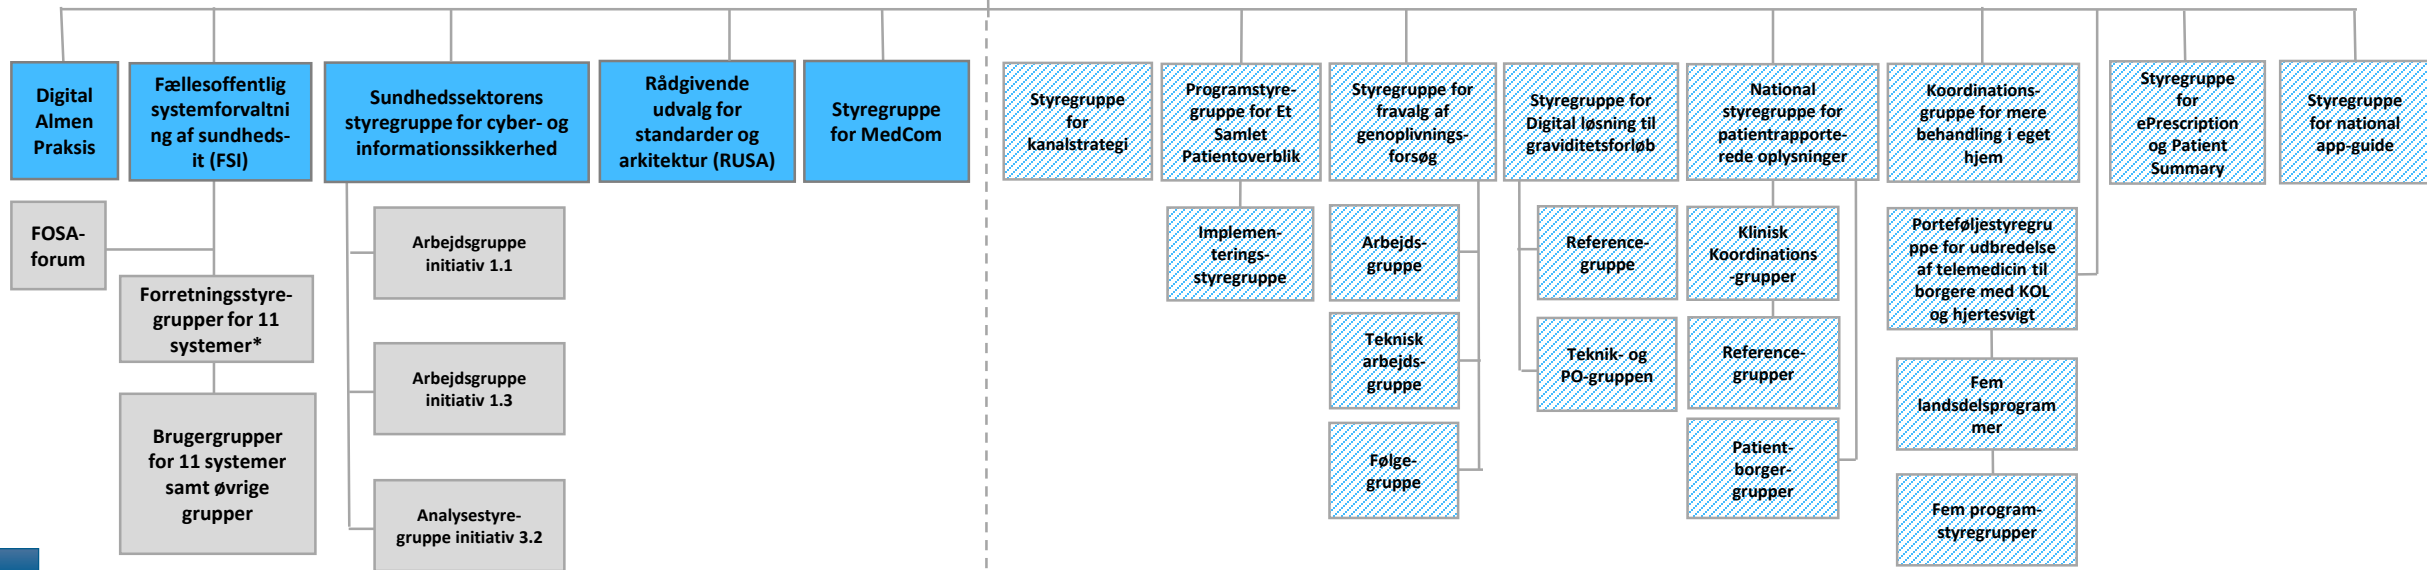 Digital
Almen
Praksis
Fællesoffentlig
systemforvaltni
ng af sundheds-
it (FSI)
Sundhedssektorens
styregruppe for cyber- og
informationssikkerhed
Rådgivende
udvalg for
standarder og
arkitektur (RUSA)
Styregruppe
for MedCom
Styregruppe
for
kanalstrategi
Programstyre-
gruppe for Et
Samlet
Patientoverblik
Styregruppe for
fravalg af
genoplivnings-
forsøg
Styregruppe for
Digital løsning til
graviditetsforløb
National
styregruppe for
patientrapporte-
rede oplysninger
Koordinations-
gruppe for mere
behandling i eget
hjem
Styregruppe
for
ePrescription
og Patient
Summary
Styregruppe
for national
app-guide
FOSA-
forum
Forretningsstyre-
grupper for 11
systemer*
Brugergrupper
for 11 systemer
samt øvrige
grupper
Arbejdsgruppe
initiativ 1.1
Arbejdsgruppe
initiativ 1.3
Analysestyre-
gruppe initiativ 3.2
Implemen-
terings-
styregruppe
Arbejds-
gruppe
Teknisk
arbejds-
gruppe
Følge-
gruppe
Reference-
gruppe
Teknik- og
PO-gruppen
Klinisk
Koordinations
-grupper
Reference-
grupper
Patient-
borger-
grupper
Porteføljestyregru
ppe for udbredelse
af telemedicin til
borgere med KOL
og hjertesvigt
Fem
landsdelsprogram
mer
Fem program-
styregrupper